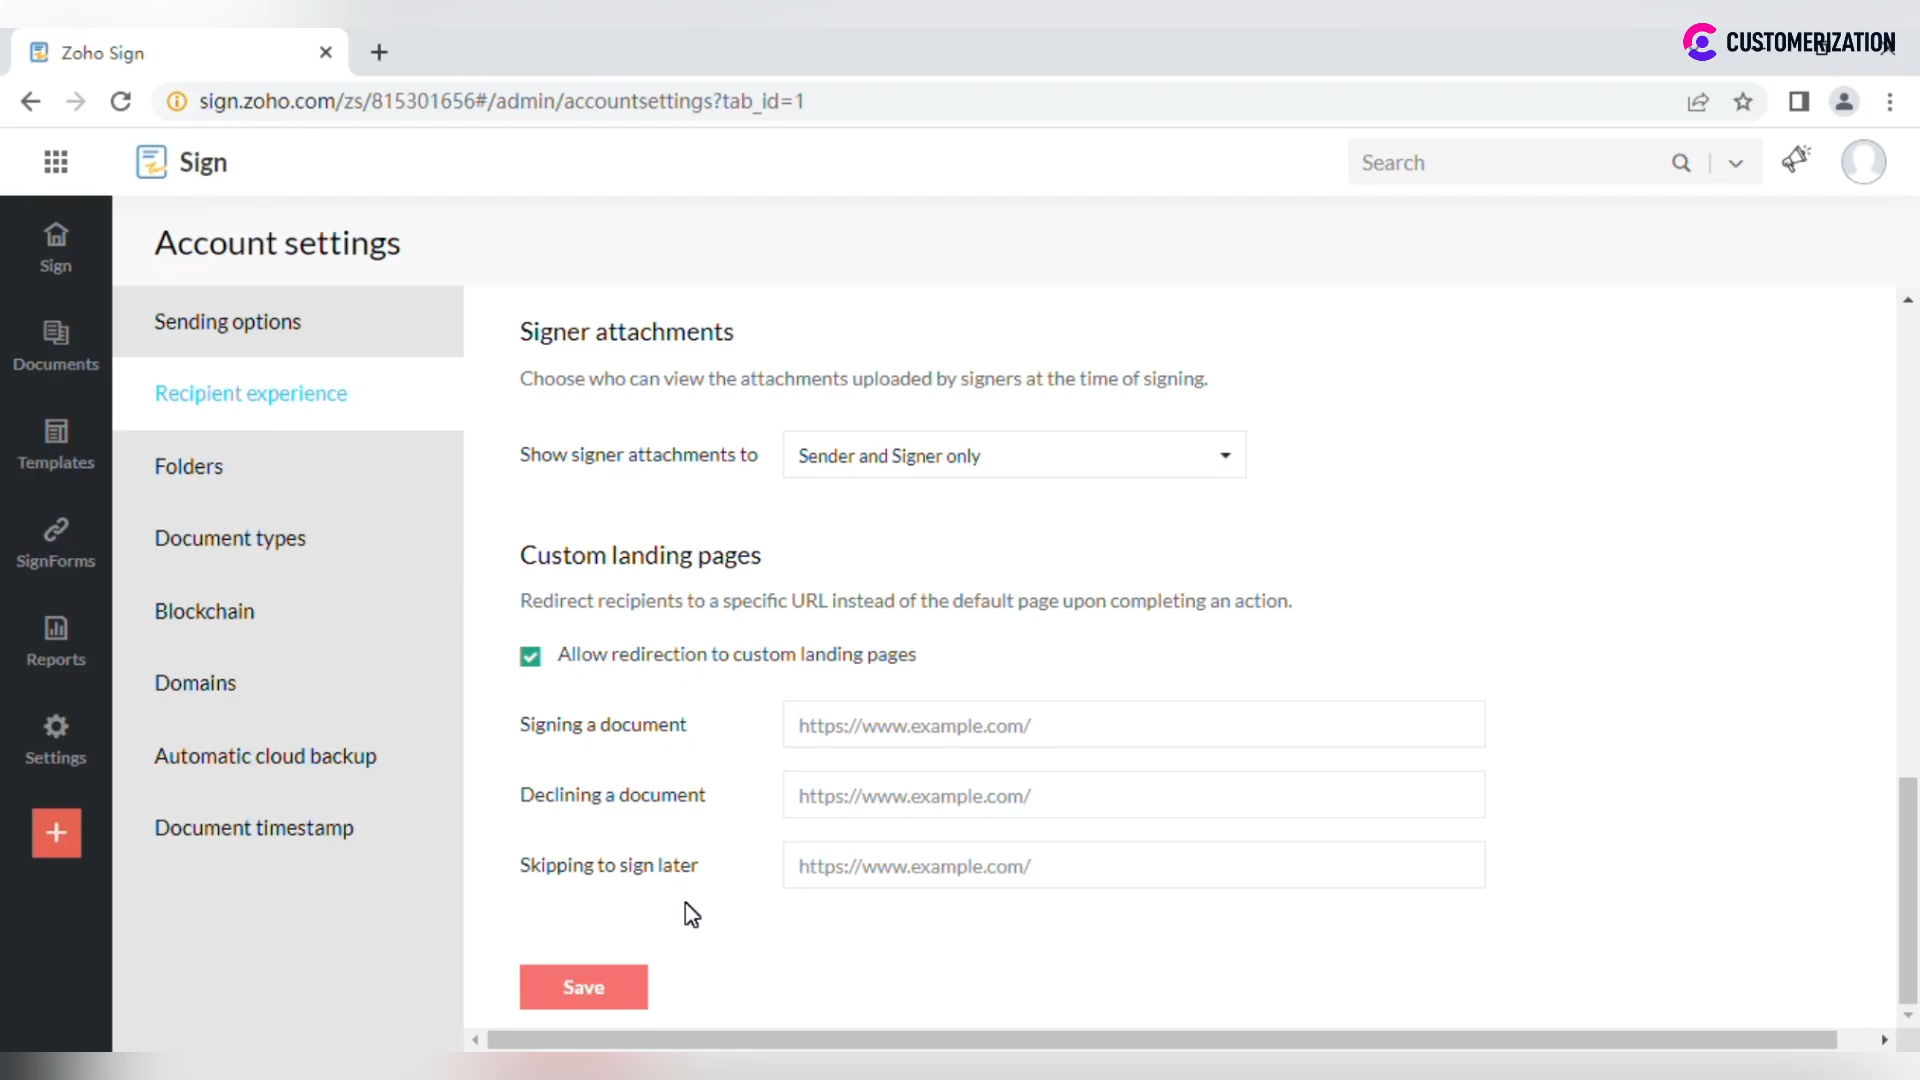 Zoho Sign
CUSTOMERIZATION
sign.zoho.com/zs/815301656#/admin/accountsettings?tab_id=1
Sign
Search
Sign
Documents
Templates
SignForms
Reports
Settings
Account settings
Sending options
Recipient experience
Folders
Document types
Blockchain
Domains
Automatic cloud backup
Document timestamp
Signer attachments
Choose who can view the attachments uploaded by signers at the time of signing.
Show signer attachments to Sender and Signer only
Custom landing pages
Redirect recipients to a specific URL instead of the default page upon completing an action.
Allow redirection to custom landing pages
Signing a document https://www.example.com/
Declining a document https://www.example.com/
Skipping to sign later https://www.example.com/
Save